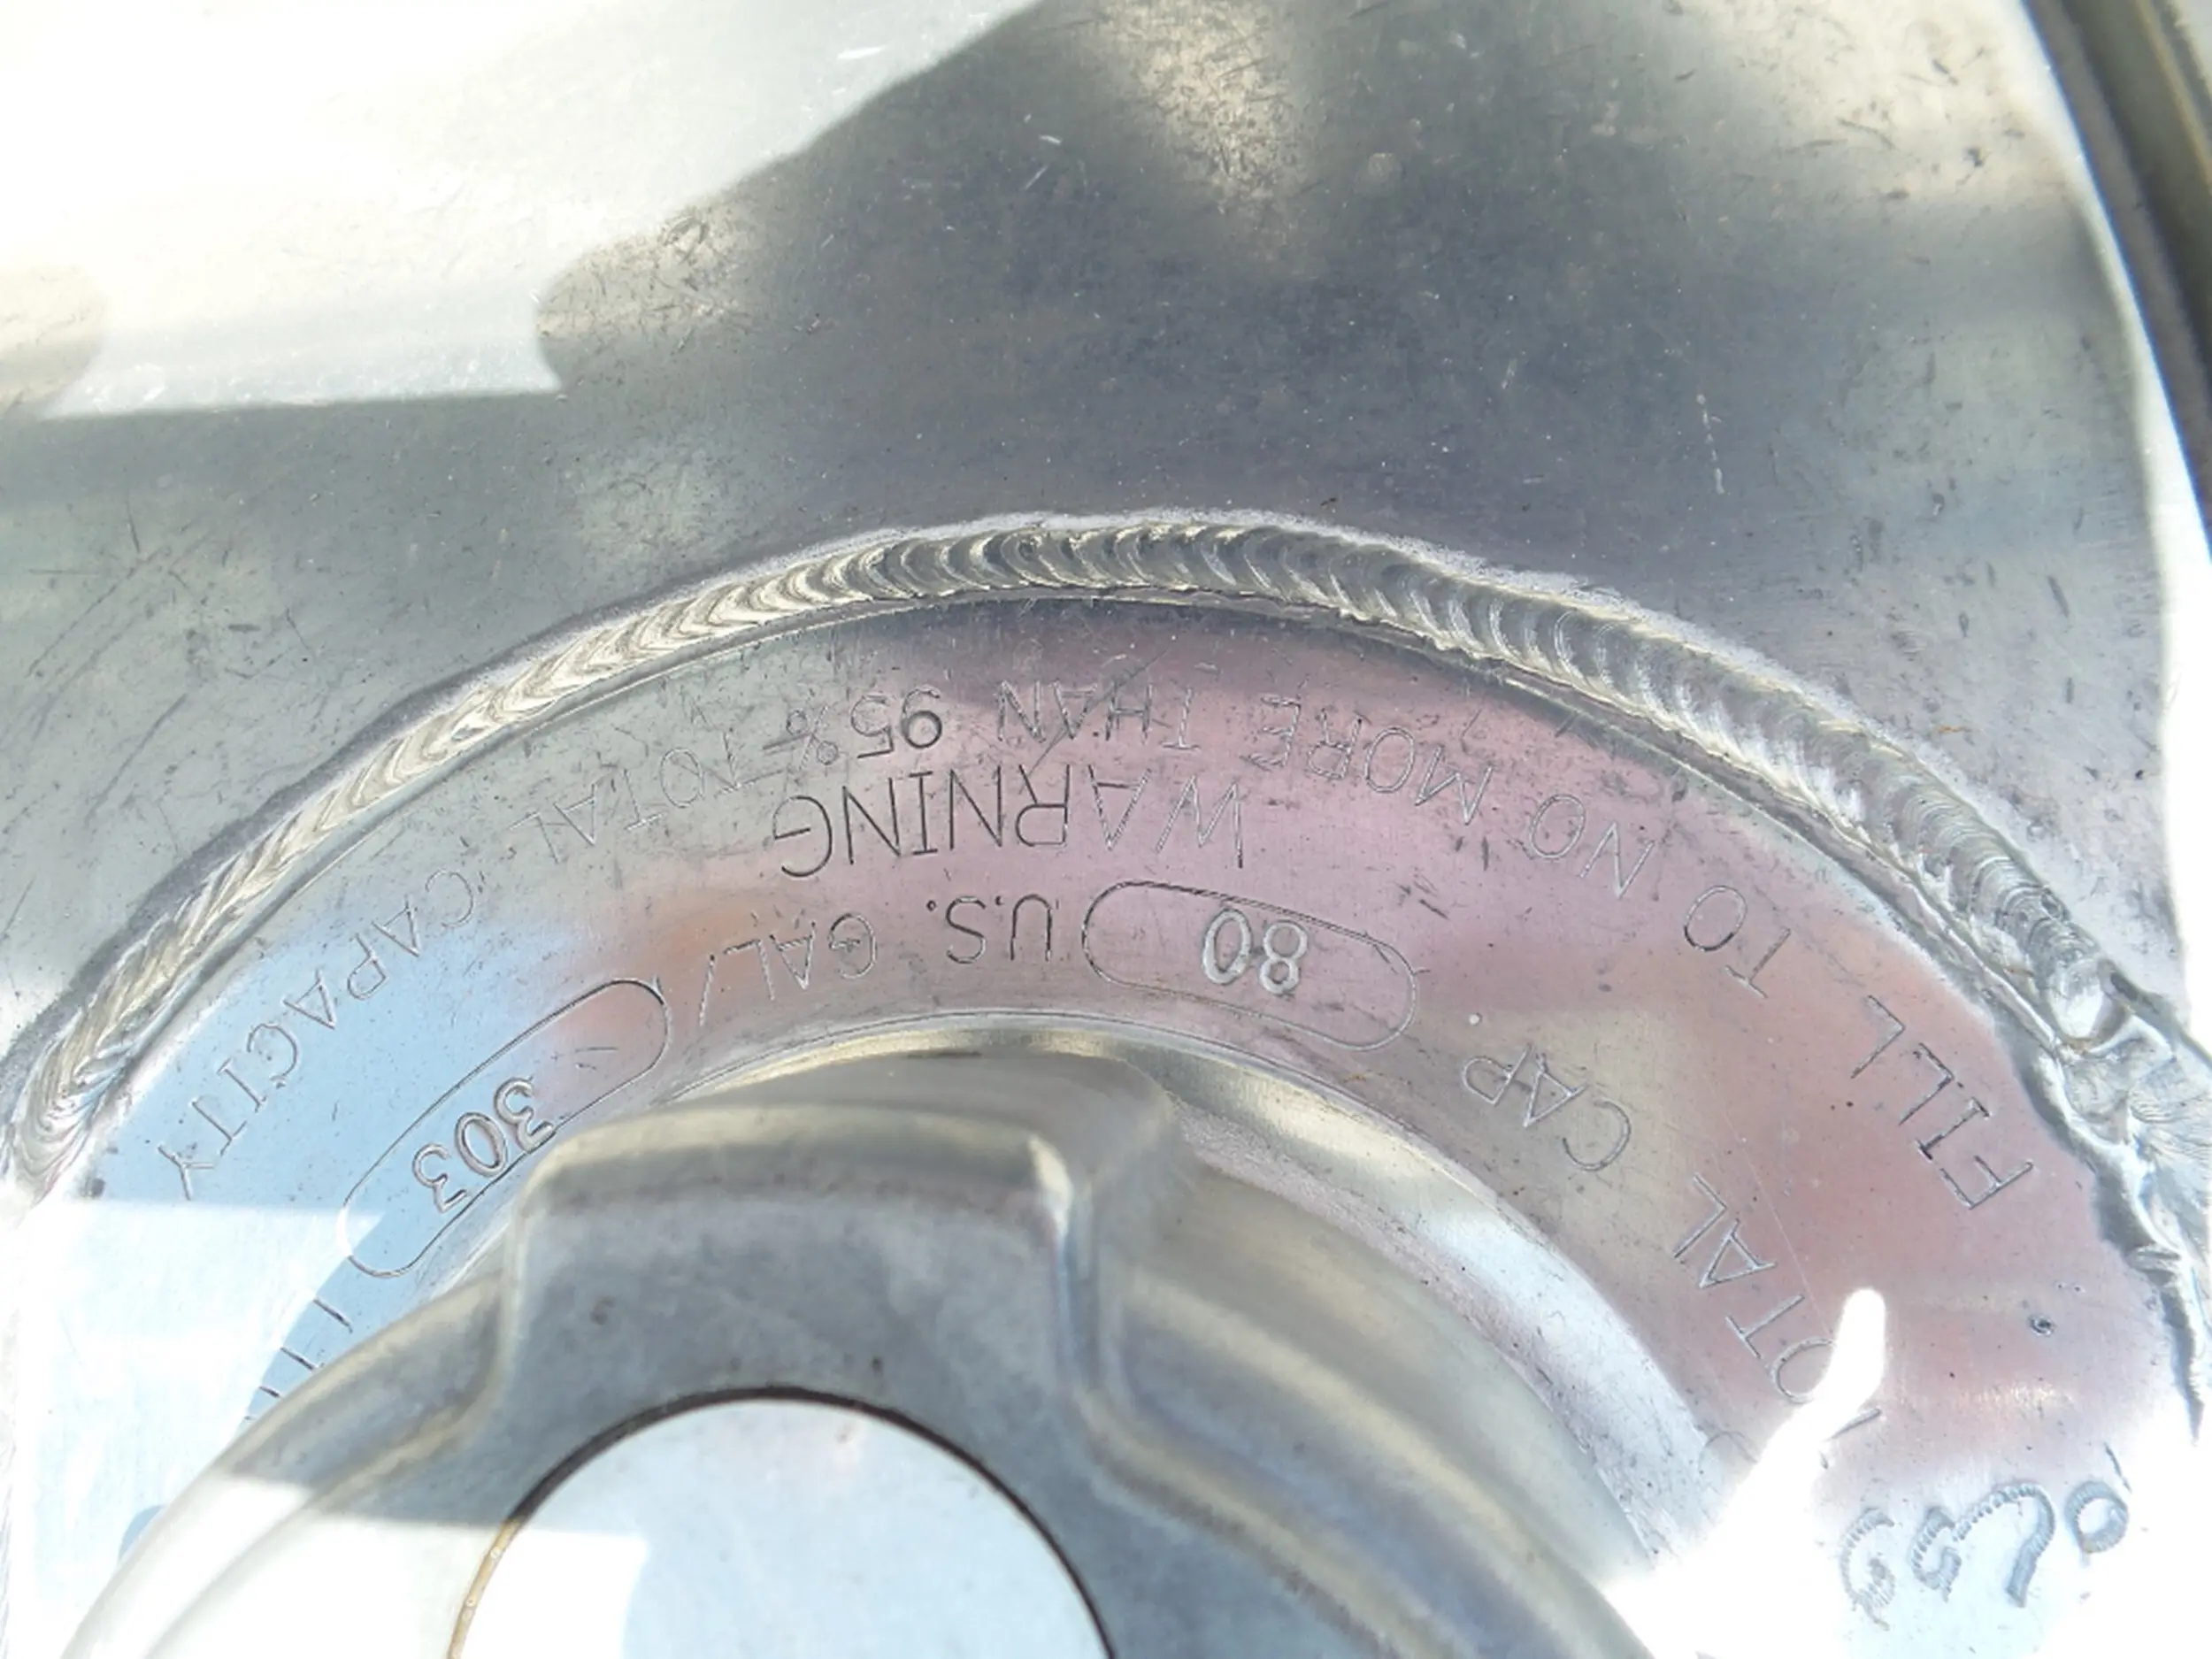 WARNING
FILL TO NO MORE THAN 95% TOTAL CAPACITY
TOTAL CAP. 80 U.S. GAL/ 303